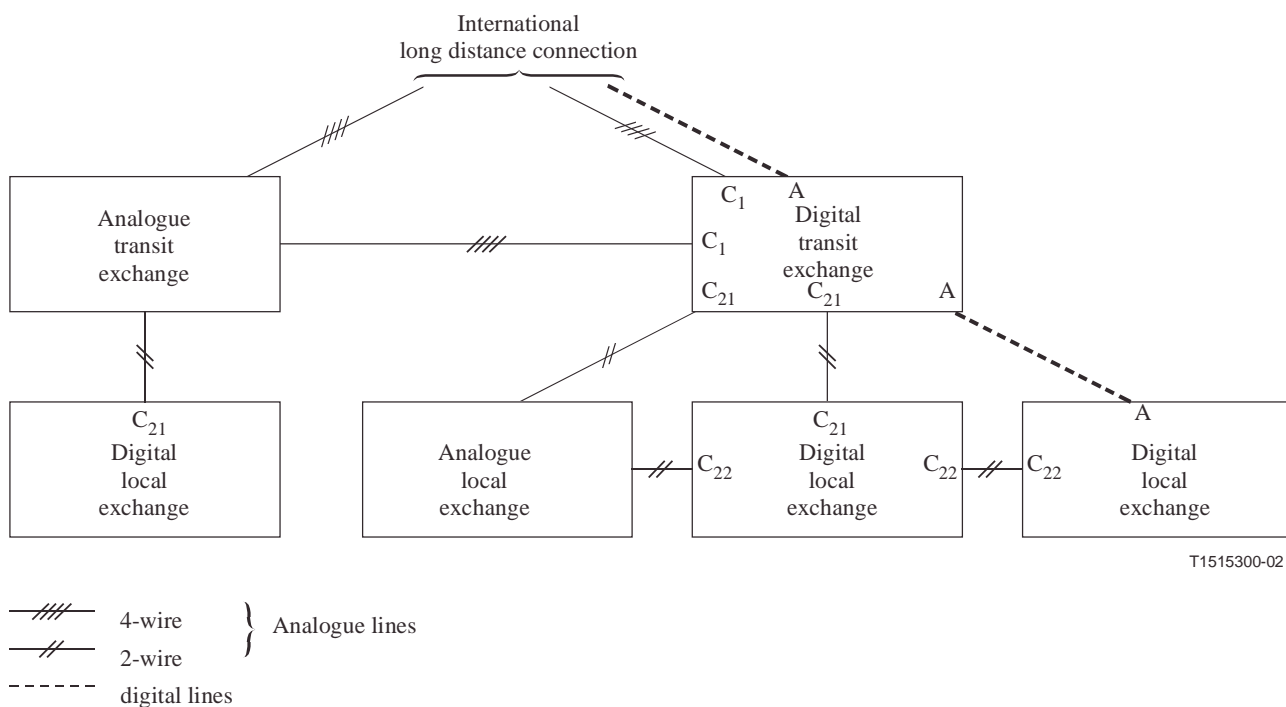 International
long distance connection
C1 A
Analogue
transit
exchange
C1
Digital
transit
exchange
C21 C21 A
C21
Digital
local
exchange
Analogue
local
exchange
C22
C21
Digital
local
exchange
C22
C22
A
Digital
local
exchange
T1515300-02
4-wire
2-wire
Analogue lines
digital lines